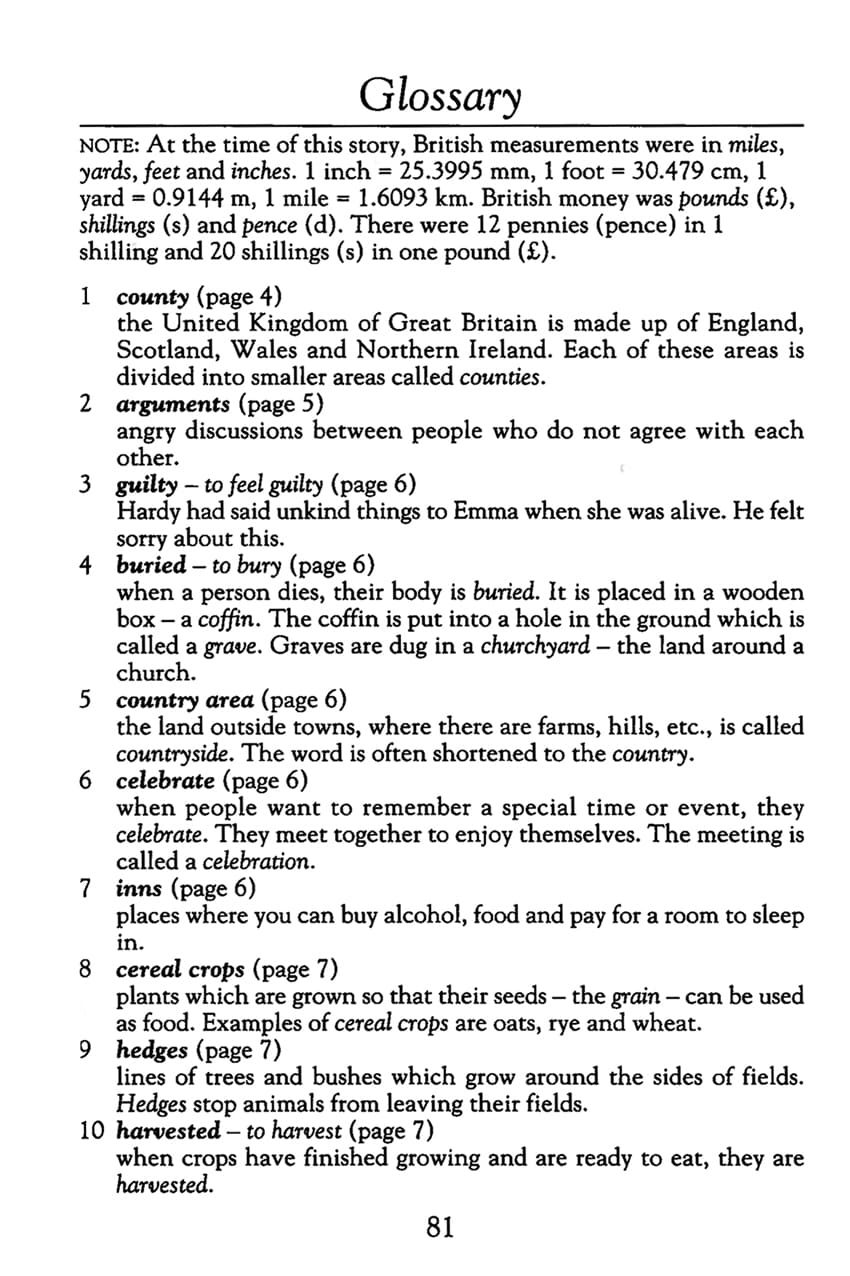 Glossary
NOTE: At the time of this story, British measurements were in miles,
yards, feet and inches. 1 inch = 25.3995 mm, 1 foot = 30.479 cm, 1
yard = 0.9144 m, 1 mile = 1.6093 km. British money was pounds (£),
shillings (s) and pence (d). There were 12 pennies (pence) in 1
shilling and 20 shillings (s) in one pound (£).
1 county (page 4)
the United Kingdom of Great Britain is made up of England,
Scotland, Wales and Northern Ireland. Each of these areas is
divided into smaller areas called counties.
2 arguments (page 5)
angry discussions between people who do not agree with each
other.
3 guilty – to feel guilty (page 6)
Hardy had said unkind things to Emma when she was alive. He felt
sorry about this.
4 buried – to bury (page 6)
when a person dies, their body is buried. It is placed in a wooden
box – a coffin. The coffin is put into a hole in the ground which is
called a grave. Graves are dug in a churchyard – the land around a
church.
5 country area (page 6)
the land outside towns, where there are farms, hills, etc., is called
countryside. The word is often shortened to the country.
6 celebrate (page 6)
when people want to remember a special time or event, they
celebrate. They meet together to enjoy themselves. The meeting is
called a celebration.
7 inns (page 6)
places where you can buy alcohol, food and pay for a room to sleep
in.
8 cereal crops (page 7)
plants which are grown so that their seeds – the grain – can be used
as food. Examples of cereal crops are oats, rye and wheat.
9 hedges (page 7)
lines of trees and bushes which grow around the sides of fields.
Hedges stop animals from leaving their fields.
10 harvested – to harvest (page 7)
when crops have finished growing and are ready to eat, they are
harvested.
81